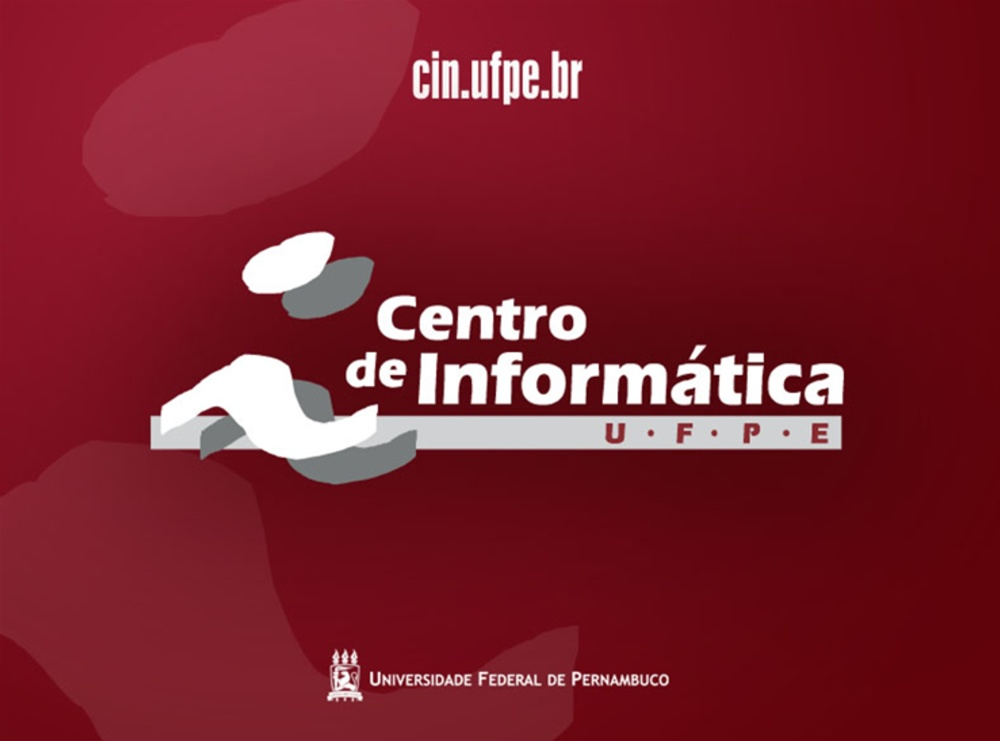 cin.ufpe.br
Centro
de Informática
U · F · P · E
UNIVERSIDADE FEDERAL DE PERNAMBUCO